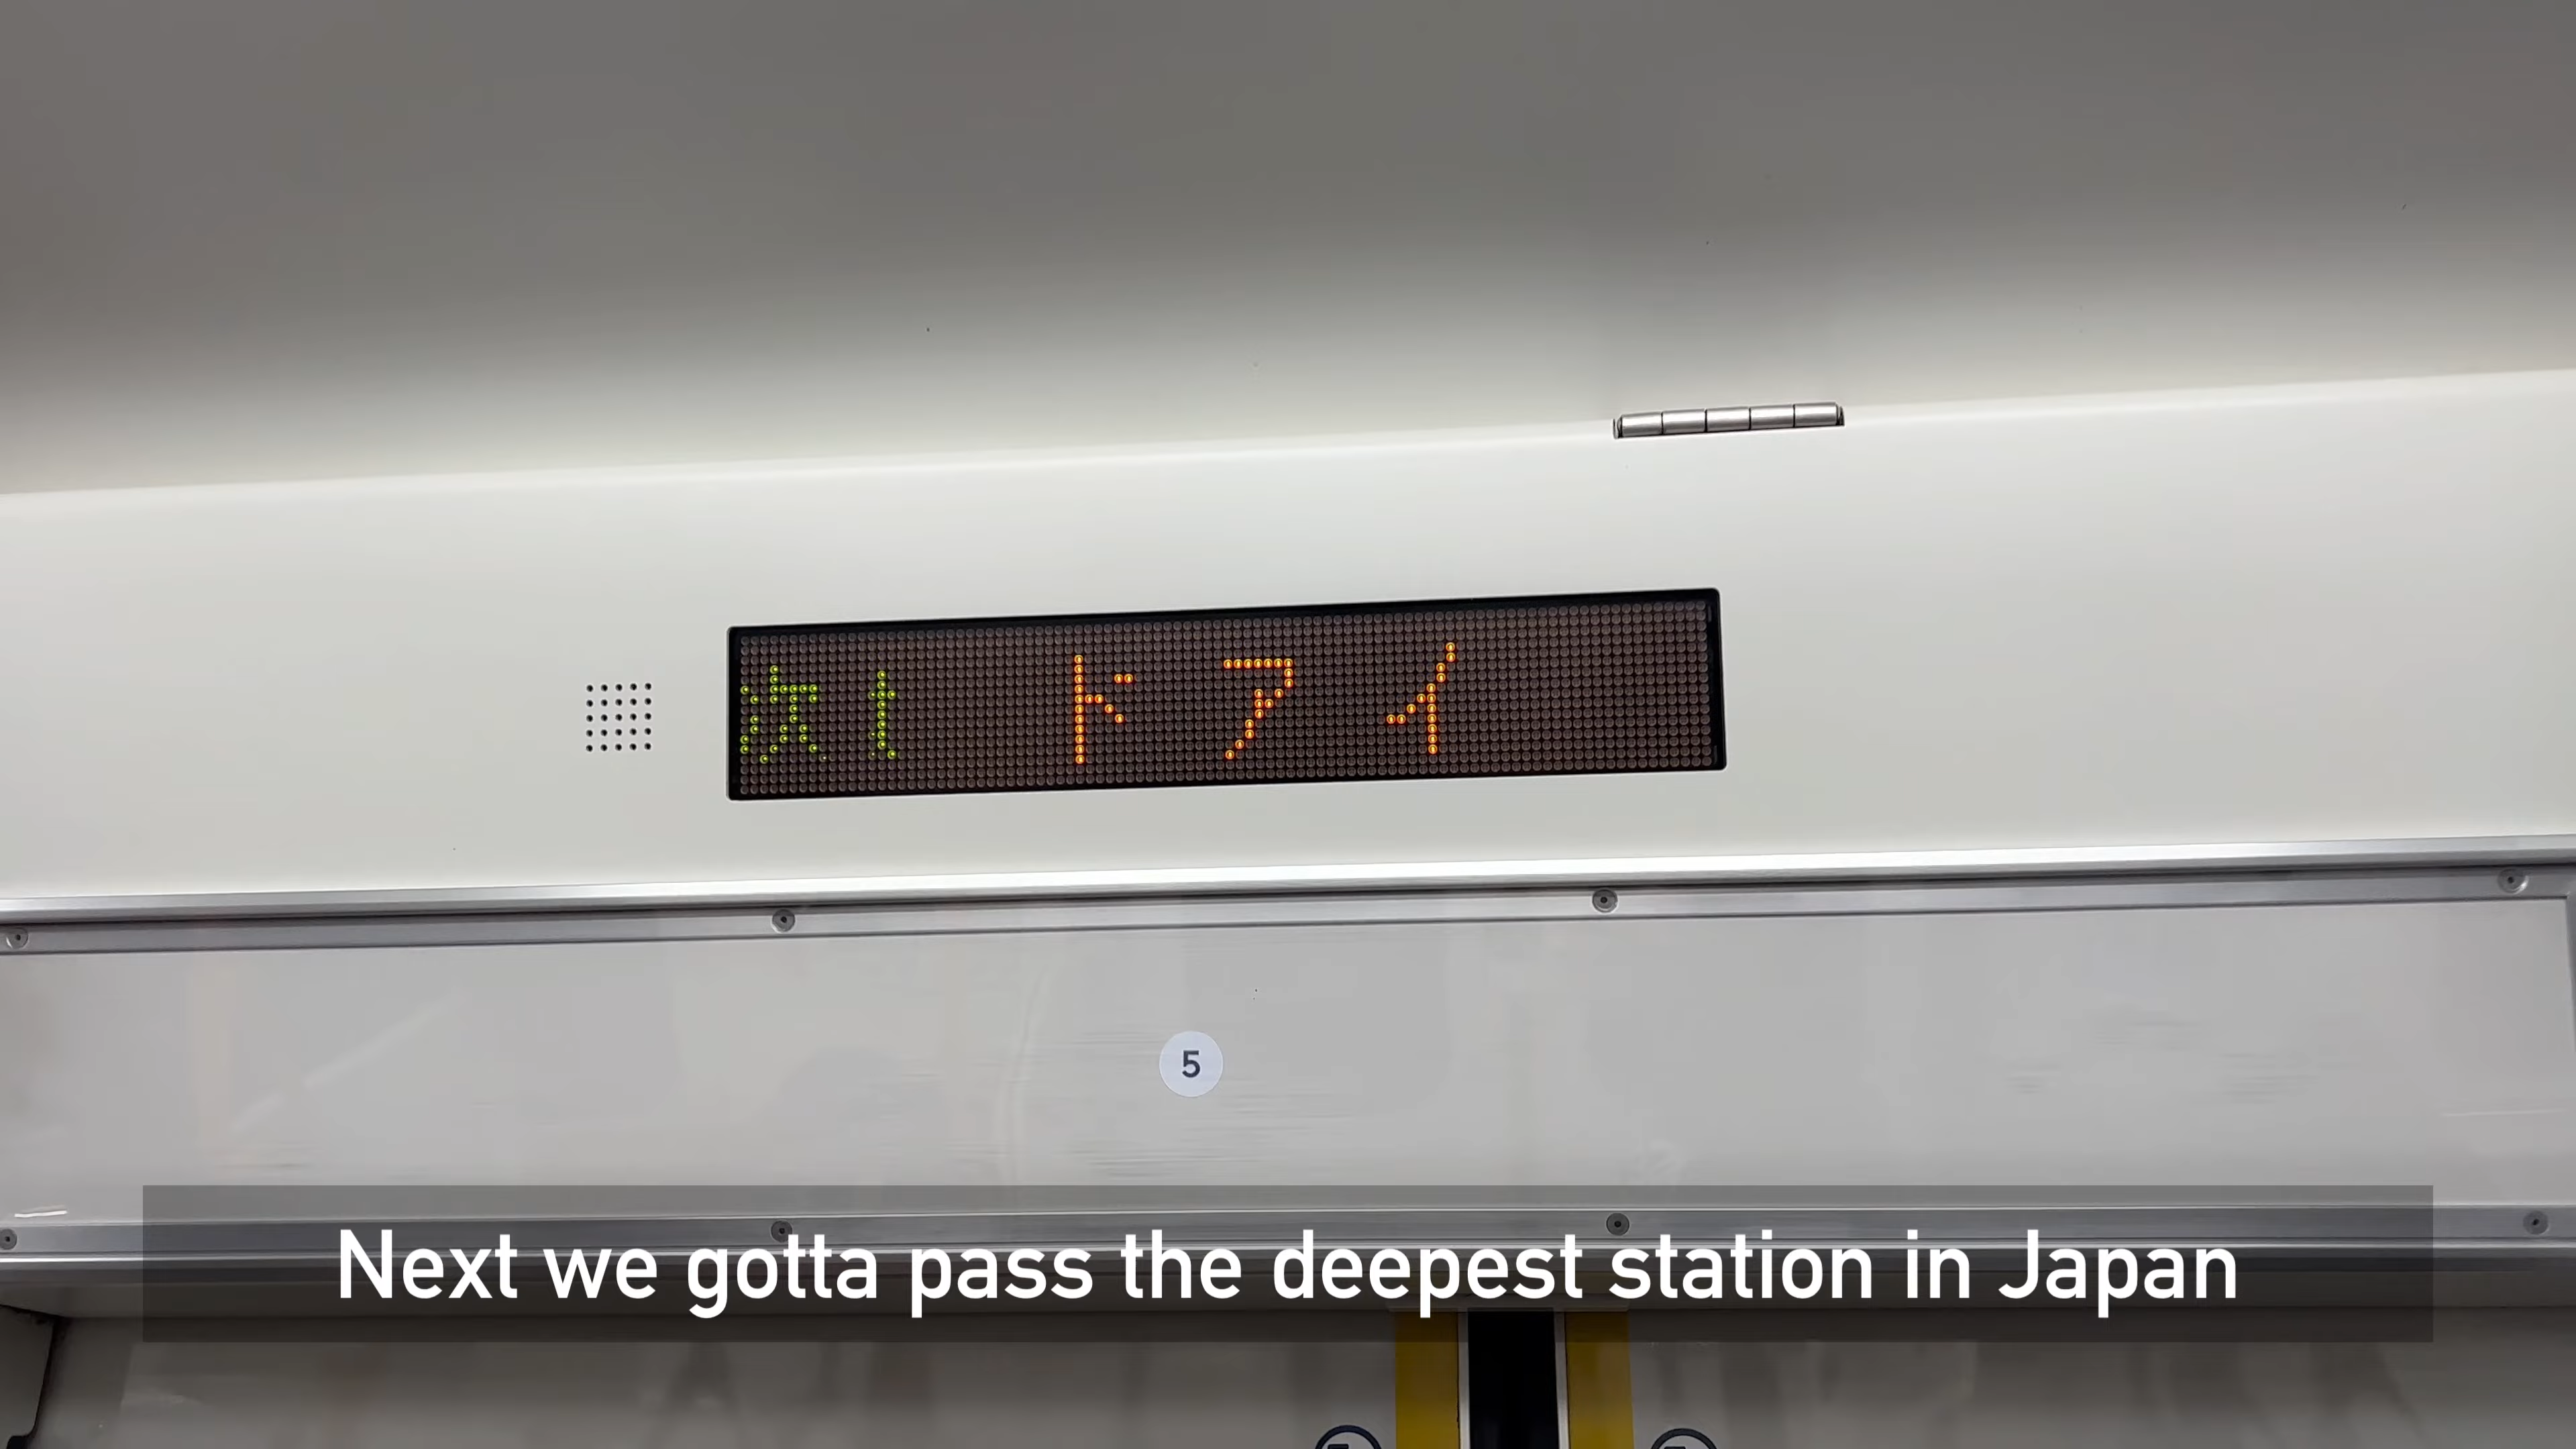 次は ドアイ
5
Next we gotta pass the deepest station in Japan